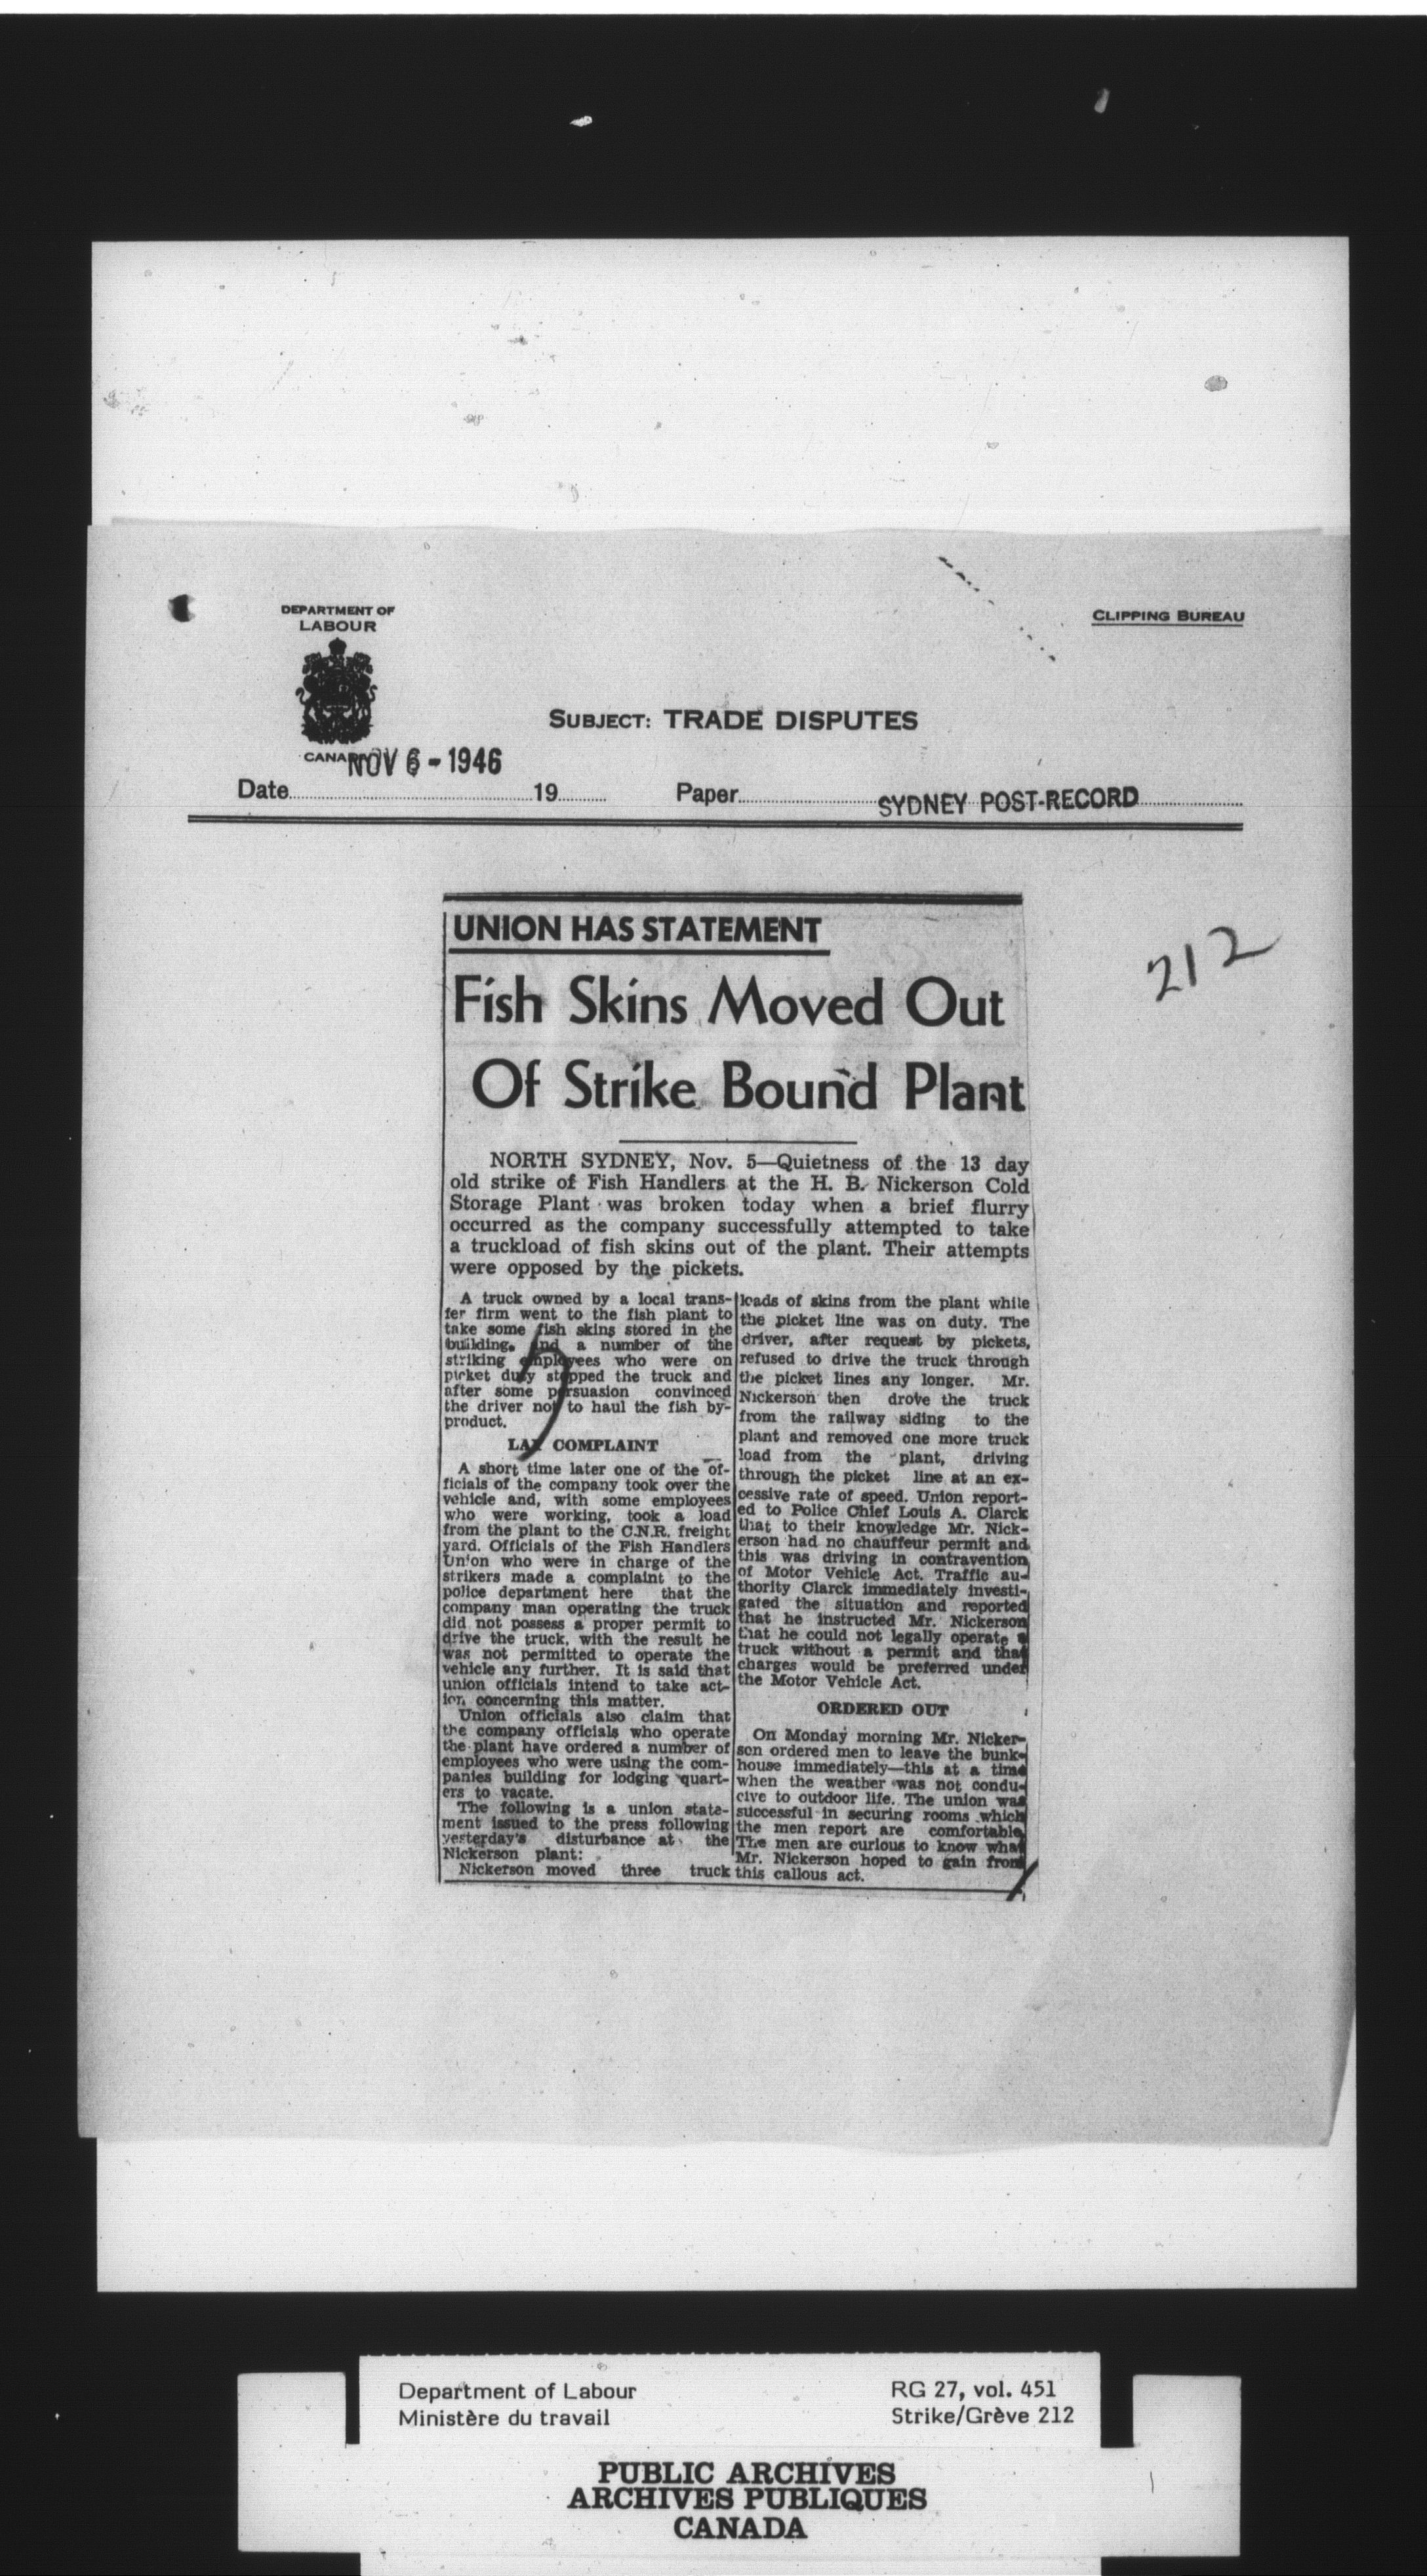 DEPARTMENT OF
LABOUR
CANADA
CLIPPING BUREAU
SUBJECT: TRADE DISPUTES
NOV 6 - 1946
Date 19 Paper SYDNEY POST-RECORD
212
UNION HAS STATEMENT
Fish Skins Moved Out
Of Strike Bound Plant
NORTH SYDNEY, Nov. 5—Quietness of the 13 day
old strike of Fish Handlers at the H. B. Nickerson Cold
Storage Plant was broken today when a brief flurry
occurred as the company successfully attempted to take
a truckload of fish skins out of the plant. Their attempts
were opposed by the pickets.
A truck owned by a local trans-
fer firm went to the fish plant to
take some fish skins stored in the
building. and a number of the
striking employees who were on
picket duty stopped the truck and
after some persuasion convinced
the driver not to haul the fish by-
product.
LAY COMPLAINT
A short time later one of the of-
ficials of the company took over the
vehicle and, with some employees
who were working, took a load
from the plant to the C.N.R. freight
yard. Officials of the Fish Handlers
Union who were in charge of the
strikers made a complaint to the
police department here that the
company man operating the truck
did not possess a proper permit to
drive the truck, with the result he
was not permitted to operate the
vehicle any further. It is said that
union officials intend to take act-
ion concerning this matter.
Union officials also claim that
the company officials who operate
the plant have ordered a number of
employees who were using the com-
panies building for lodging quart-
ers to vacate.
The following is a union state-
ment issued to the press following
yesterday's disturbance at the
Nickerson plant:
Nickerson moved three truck
loads of skins from the plant while
the picket line was on duty. The
driver, after request by pickets,
refused to drive the truck through
the picket lines any longer. Mr.
Nickerson then drove the truck
from the railway siding to the
plant and removed one more truck
load from the plant, driving
through the picket line at an ex-
cessive rate of speed. Union report-
ed to Police Chief Louis A. Clarck
that to their knowledge Mr. Nick-
erson had no chauffeur permit and
this was driving in contravention
of Motor Vehicle Act. Traffic au-
thority Clarck immediately investi-
gated the situation and reported
that he instructed Mr. Nickerson
that he could not legally operate a
truck without a permit and that
charges would be preferred under
the Motor Vehicle Act.
ORDERED OUT
On Monday morning Mr. Nicker-
son ordered men to leave the bunk-
house immediately—this at a time
when the weather was not condu-
cive to outdoor life. The union was
successful in securing rooms which
the men report are comfortable.
The men are curious to know what
Mr. Nickerson hoped to gain from
this callous act.
Department of Labour
Ministère du travail
RG 27, vol. 451
Strike/Grève 212
PUBLIC ARCHIVES
ARCHIVES PUBLIQUES
CANADA